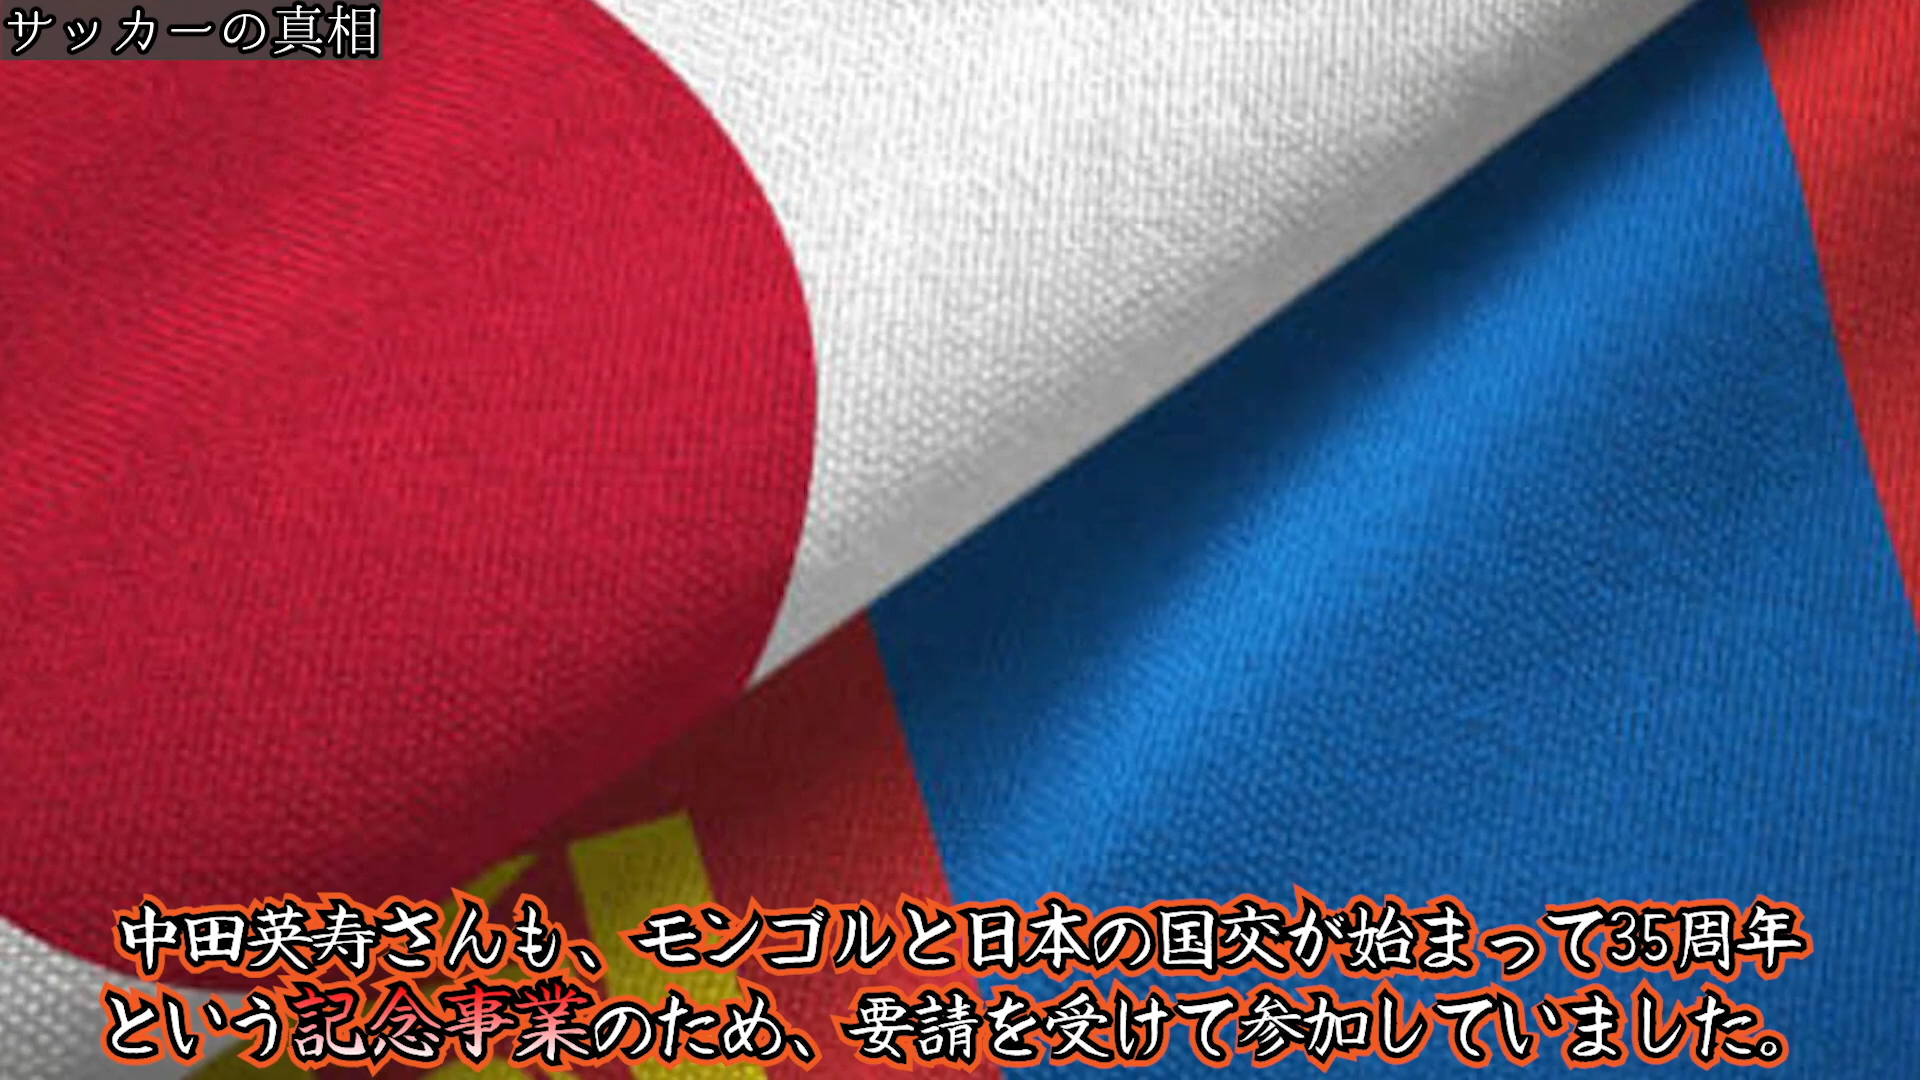 サッカーの真相
中田英寿さんも、モンゴルと日本の国交が始まって35周年
という記念事業のため、要請を受けて参加していました。